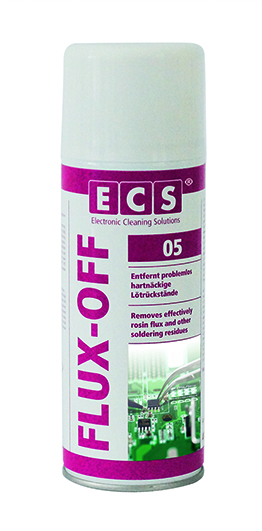 ECS®
Electronic Cleaning Solutions
05
Entfernt problemlos
hartnäckige
Lötrückstände
Removes effectively
rosin flux and other
soldering residues
FLUX-OFF